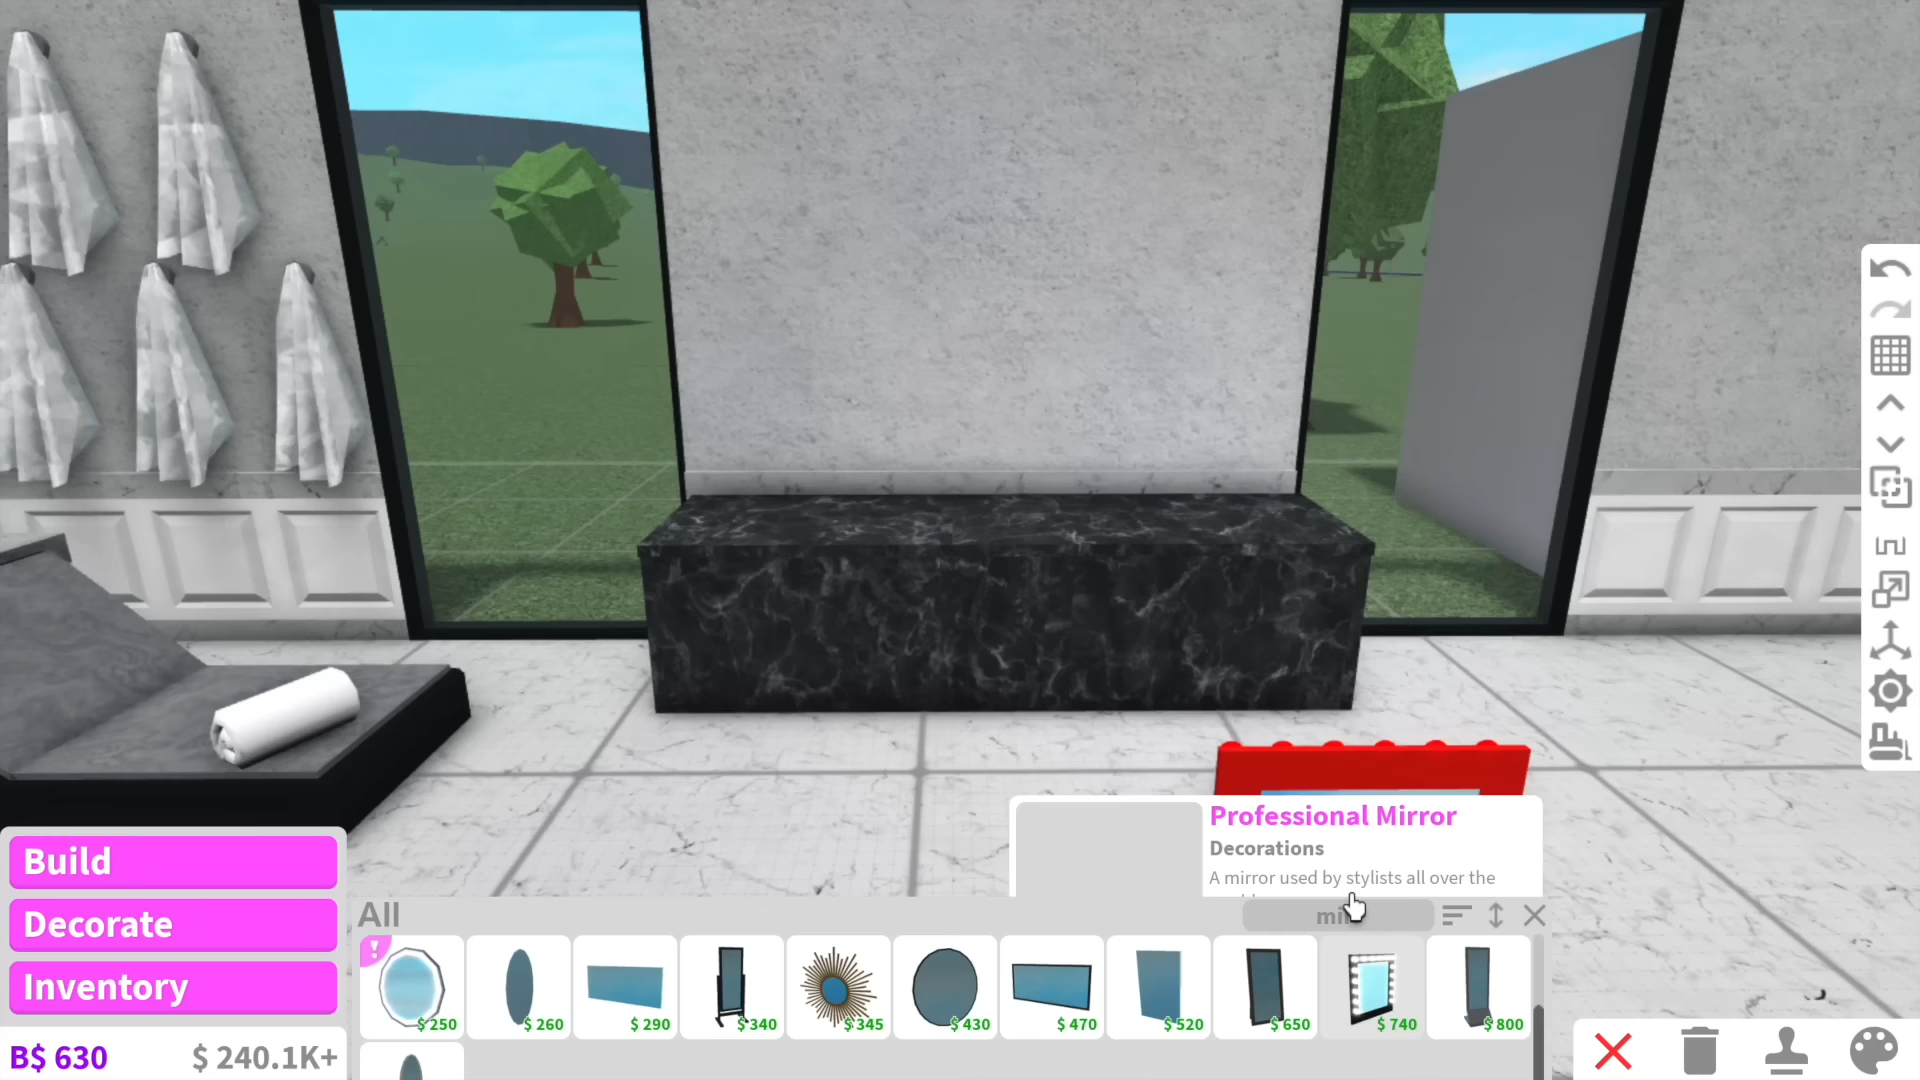 Professional Mirror
Decorations
A mirror used by stylists all over the
Build
All
mi
Decorate
!
$ 250
$ 260
$ 290
$ 340
$ 345
$ 430
$ 470
$ 520
$ 650
$ 740
$ 800
Inventory
B$ 630
$ 240.1K+